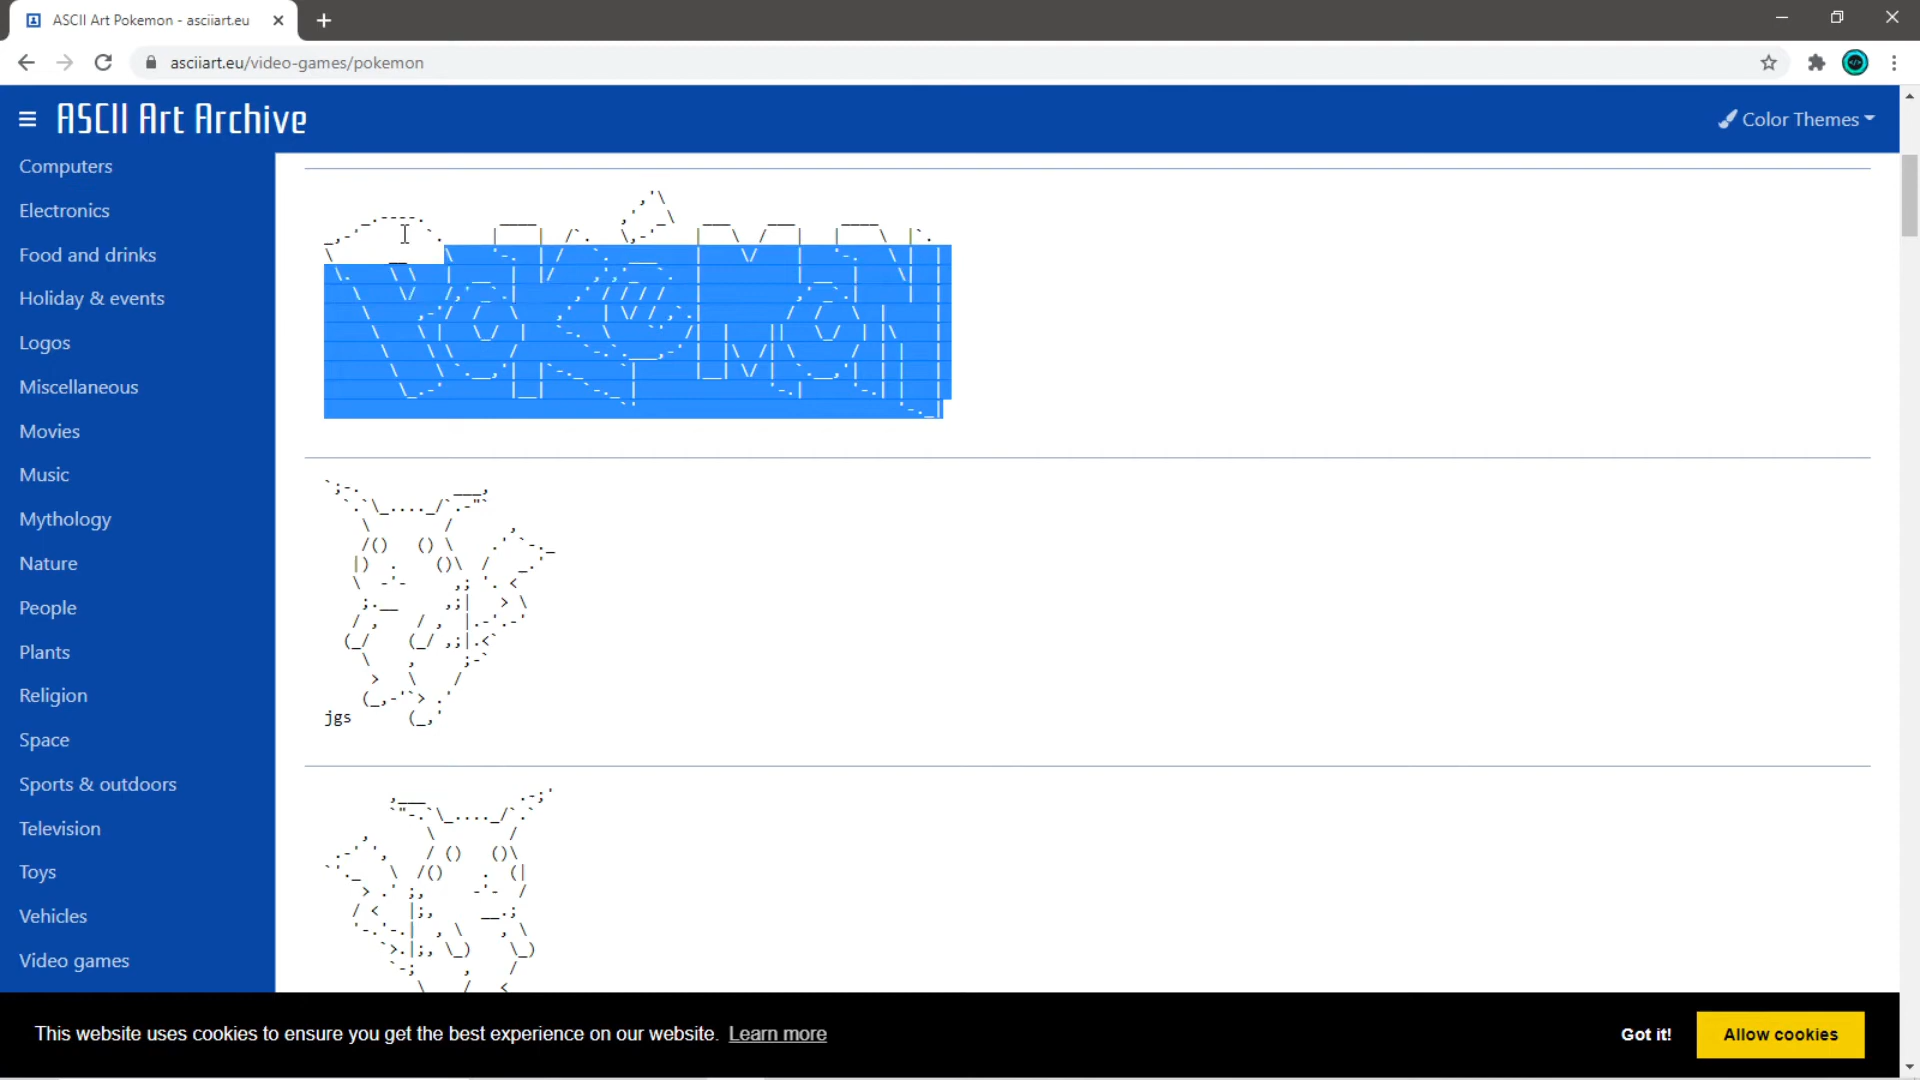 ASCII Art Pokemon - asciiart.eu
asciiart.eu/video-games/pokemon
ASCII Art Archive
Color Themes
Computers
Electronics
Food and drinks
Holiday & events
Logos
Miscellaneous
Movies
Music
Mythology
Nature
People
Plants
Religion
Space
Sports & outdoors
Television
Toys
Vehicles
Video games
jgs
This website uses cookies to ensure you get the best experience on our website. Learn more
Got it!
Allow cookies